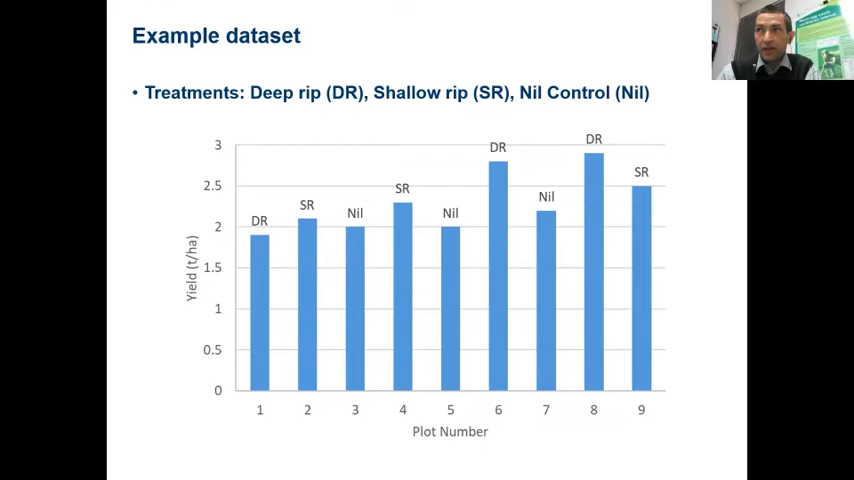 Example dataset
• Treatments: Deep rip (DR), Shallow rip (SR), Nil Control (Nil)
3
2.5
2
1.5
1
0.5
0
Yield (t/ha)
DR
SR
Nil
SR
Nil
DR
Nil
DR
SR
1 2 3 4 5 6 7 8 9
Plot Number